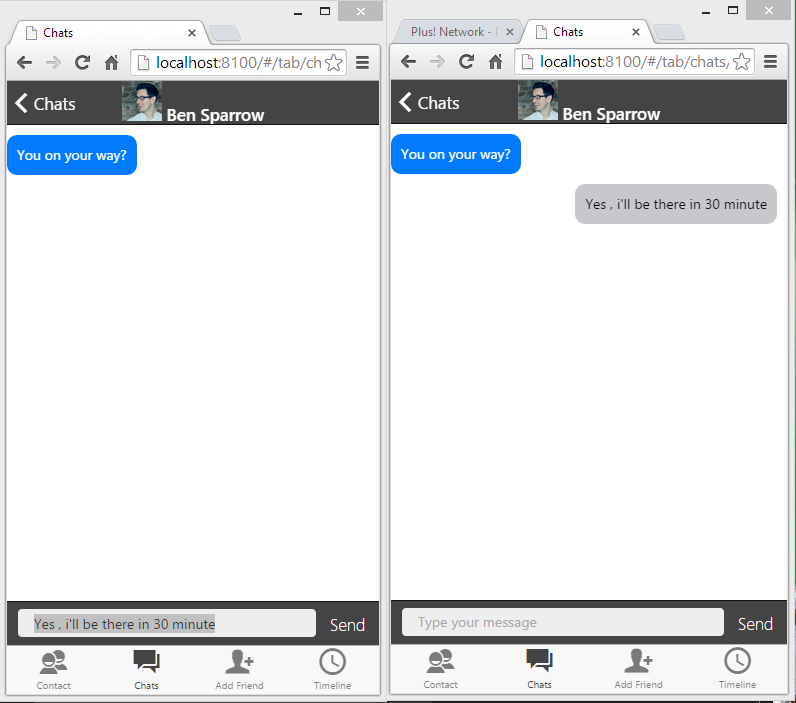 Chats
localhost:8100/#/tab/ch
Chats
Ben Sparrow
You on your way?
Yes , i'll be there in 30 minute
Send
Contact
Chats
Add Friend
Timeline
Plus! Network -
Chats
localhost:8100/#/tab/chats/
Chats
Ben Sparrow
You on your way?
Yes , i'll be there in 30 minute
Type your message
Send
Contact
Chats
Add Friend
Timeline